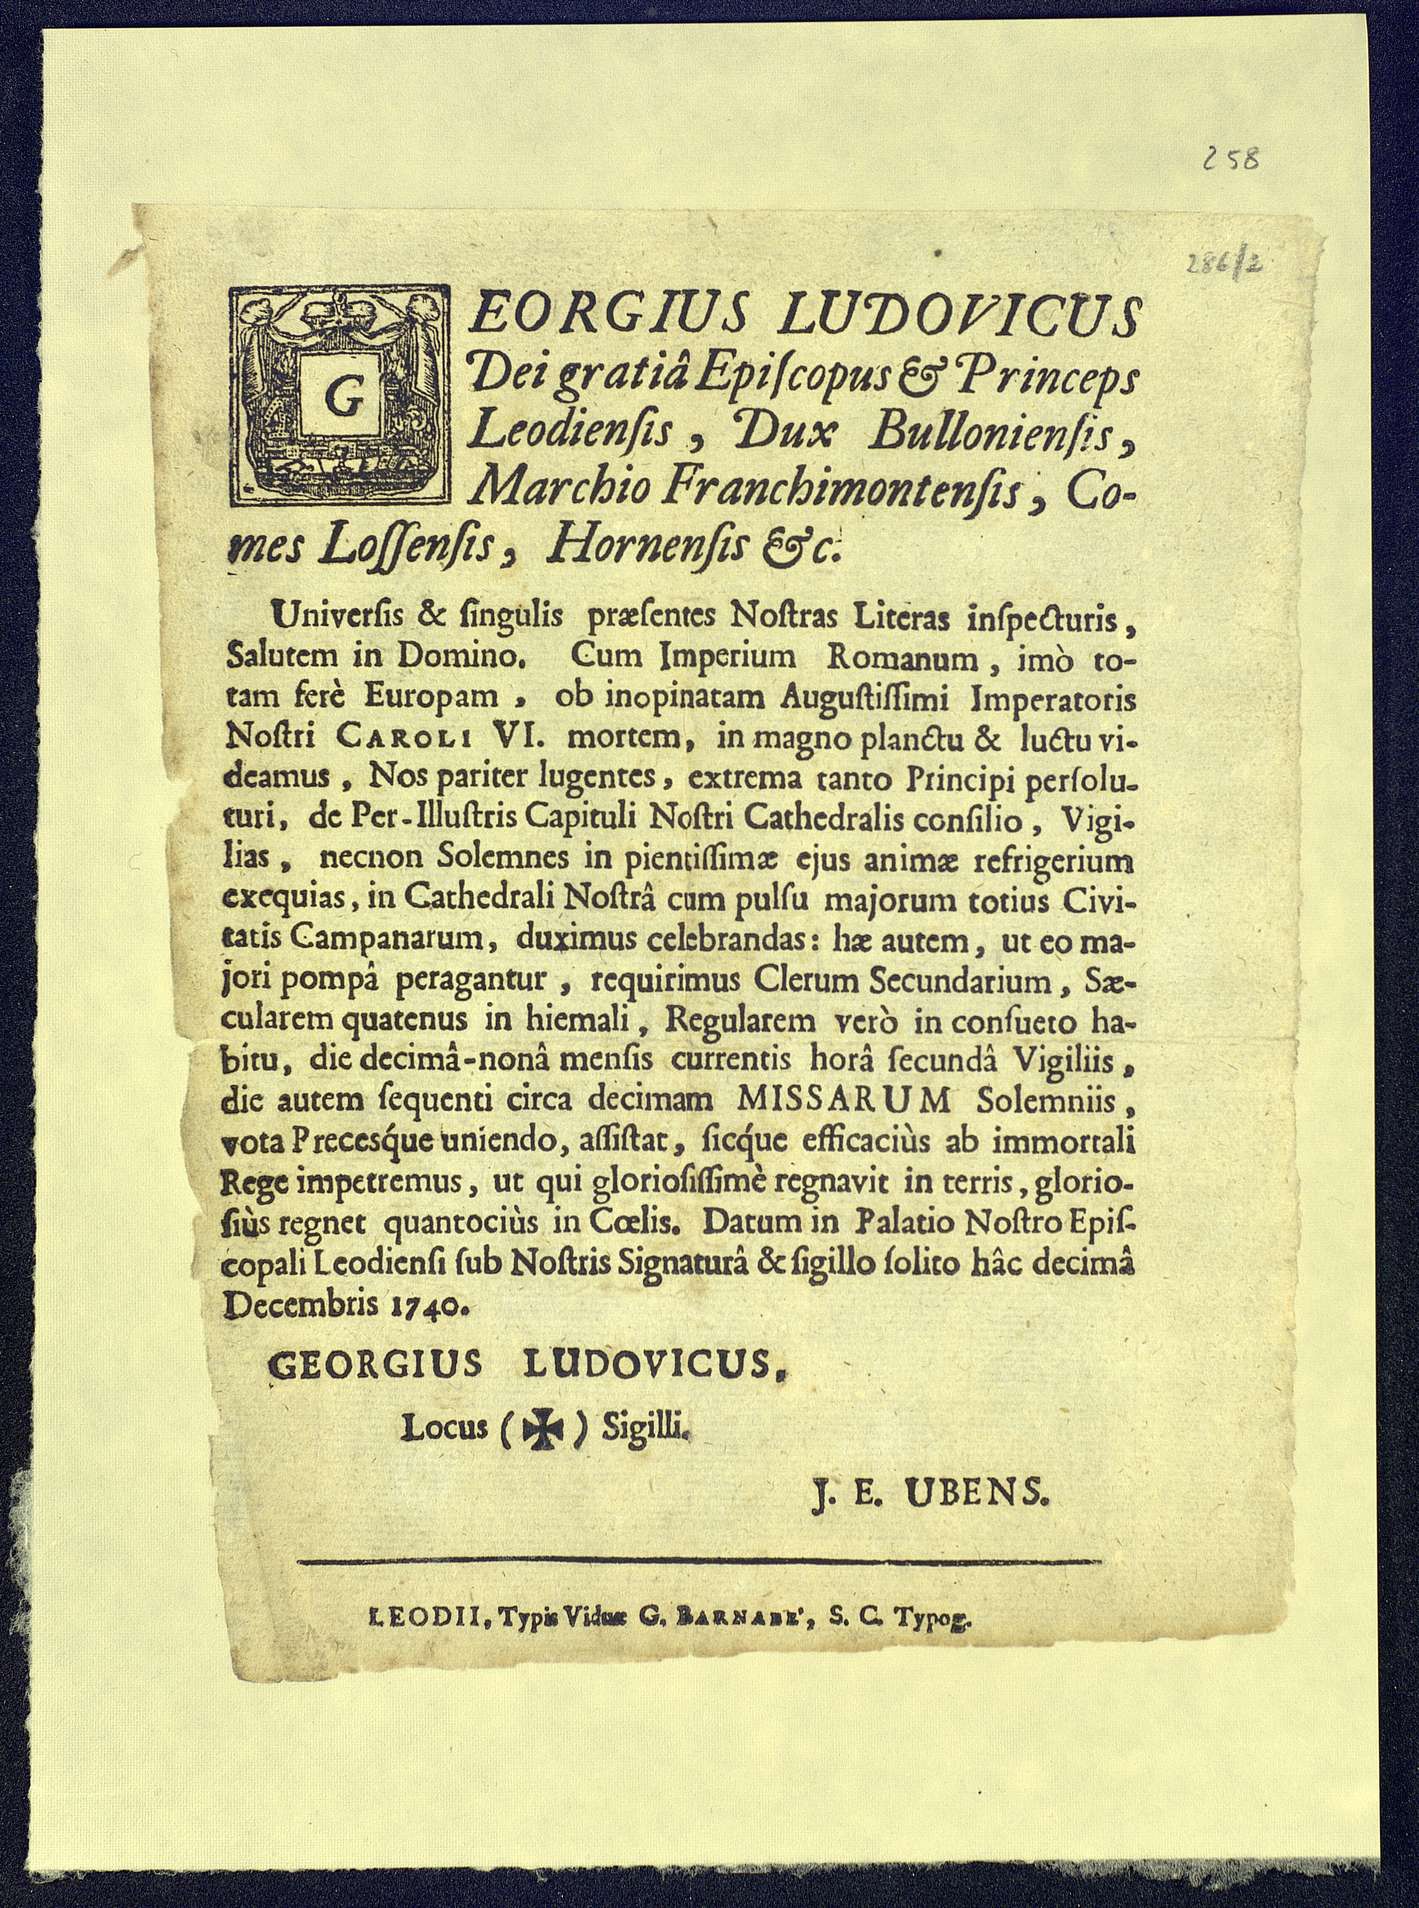 258
286/2
GEORGIUS LUDOVICUS
Dei gratiâ Epiſcopus & Princeps
Leodienſis, Dux Bullonienſis,
Marchio Franchimontenſis, Co-
mes Loſſenſis, Hornenſis &c.
Univerſis & ſingulis præſentes Noſtras Literas inſpecturis,
Salutem in Domino. Cum Imperium Romanum, imò to-
tam ferè Europam, ob inopinatam Auguſtiſſimi Imperatoris
Noſtri CAROLI VI. mortem, in magno planctu & luctu vi-
deamus, Nos pariter lugentes, extrema tanto Principi perſolu-
turi, de Per-Illuſtris Capituli Noſtri Cathedralis conſilio, Vigi-
lias, necnon Solemnes in pientiſſimæ ejus animæ refrigerium
exequias, in Cathedrali Noſtrâ cum pulſu majorum totius Civi-
tatis Campanarum, duximus celebrandas: hæ autem, ut eo ma-
jori pompâ peragantur, requirimus Clerum Secundarium, Sæ-
cularem quatenus in hiemali, Regularem verò in conſueto ha-
bitu, die decimâ-nonâ menſis currentis horâ ſecundâ Vigiliis,
die autem ſequenti circa decimam MISSARUM Solemniis,
vota Precesq́ue uniendo, aſſiſtat, ſicq́ue efficaciùs ab immortali
Rege impetremus, ut qui glorioſiſſimè regnavit in terris, glorio-
ſiùs regnet quantociùs in Cœlis. Datum in Palatio Noſtro Epiſ-
copali Leodienſi ſub Noſtris Signaturâ & ſigillo ſolito hâc decimâ
Decembris 1740.
GEORGIUS LUDOVICUS.
Locus (✠) Sigilli.
J. E. UBENS.
LEODII, Typis Viduæ G. BARNABE', S. C. Typog.